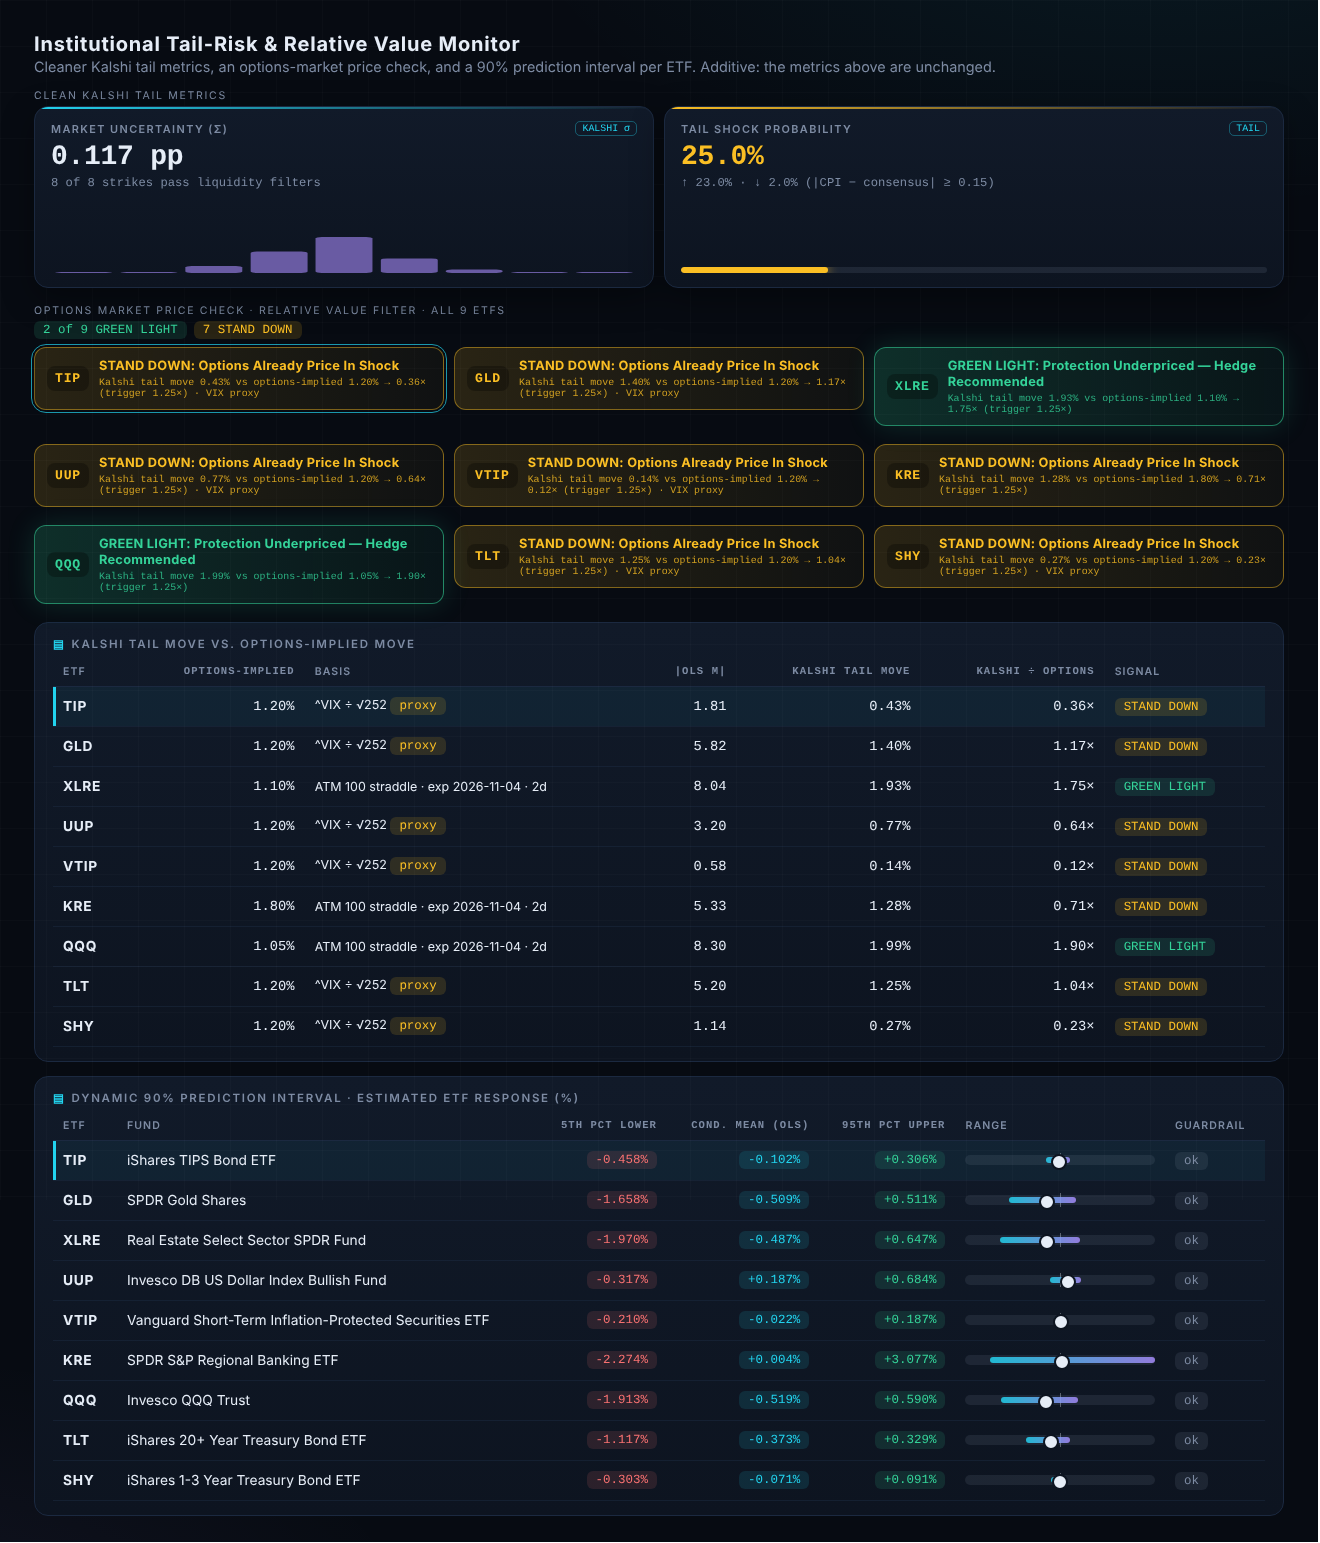 Institutional Tail-Risk & Relative Value Monitor
Cleaner Kalshi tail metrics, an options-market price check, and a 90% prediction interval per ETF. Additive: the metrics above are unchanged.
CLEAN KALSHI TAIL METRICS
MARKET UNCERTAINTY (Σ)
KALSHI σ
0.117 pp
8 of 8 strikes pass liquidity filters
TAIL SHOCK PROBABILITY
TAIL
25.0%
↑ 23.0% · ↓ 2.0% (|CPI − consensus| ≥ 0.15)
OPTIONS MARKET PRICE CHECK · RELATIVE VALUE FILTER · ALL 9 ETFS
2 of 9 GREEN LIGHT
7 STAND DOWN
TIP
STAND DOWN: Options Already Price In Shock
Kalshi tail move 0.43% vs options-implied 1.20% → 0.36×
(trigger 1.25×) · VIX proxy
GLD
STAND DOWN: Options Already Price In Shock
Kalshi tail move 1.40% vs options-implied 1.20% → 1.17×
(trigger 1.25×) · VIX proxy
XLRE
GREEN LIGHT: Protection Underpriced — Hedge
Recommended
Kalshi tail move 1.93% vs options-implied 1.10% →
1.75× (trigger 1.25×)
UUP
STAND DOWN: Options Already Price In Shock
Kalshi tail move 0.77% vs options-implied 1.20% → 0.64×
(trigger 1.25×) · VIX proxy
VTIP
STAND DOWN: Options Already Price In Shock
Kalshi tail move 0.14% vs options-implied 1.20% →
0.12× (trigger 1.25×) · VIX proxy
KRE
STAND DOWN: Options Already Price In Shock
Kalshi tail move 1.28% vs options-implied 1.80% → 0.71×
(trigger 1.25×)
QQQ
GREEN LIGHT: Protection Underpriced — Hedge
Recommended
Kalshi tail move 1.99% vs options-implied 1.05% → 1.90×
(trigger 1.25×)
TLT
STAND DOWN: Options Already Price In Shock
Kalshi tail move 1.25% vs options-implied 1.20% → 1.04×
(trigger 1.25×) · VIX proxy
SHY
STAND DOWN: Options Already Price In Shock
Kalshi tail move 0.27% vs options-implied 1.20% → 0.23×
(trigger 1.25×) · VIX proxy
KALSHI TAIL MOVE VS. OPTIONS-IMPLIED MOVE
ETF OPTIONS-IMPLIED BASIS |OLS M| KALSHI TAIL MOVE KALSHI ÷ OPTIONS SIGNAL
TIP 1.20% ^VIX ÷ √252 proxy 1.81 0.43% 0.36× STAND DOWN
GLD 1.20% ^VIX ÷ √252 proxy 5.82 1.40% 1.17× STAND DOWN
XLRE 1.10% ATM 100 straddle · exp 2026-11-04 · 2d 8.04 1.93% 1.75× GREEN LIGHT
UUP 1.20% ^VIX ÷ √252 proxy 3.20 0.77% 0.64× STAND DOWN
VTIP 1.20% ^VIX ÷ √252 proxy 0.58 0.14% 0.12× STAND DOWN
KRE 1.80% ATM 100 straddle · exp 2026-11-04 · 2d 5.33 1.28% 0.71× STAND DOWN
QQQ 1.05% ATM 100 straddle · exp 2026-11-04 · 2d 8.30 1.99% 1.90× GREEN LIGHT
TLT 1.20% ^VIX ÷ √252 proxy 5.20 1.25% 1.04× STAND DOWN
SHY 1.20% ^VIX ÷ √252 proxy 1.14 0.27% 0.23× STAND DOWN
DYNAMIC 90% PREDICTION INTERVAL · ESTIMATED ETF RESPONSE (%)
ETF FUND 5TH PCT LOWER COND. MEAN (OLS) 95TH PCT UPPER RANGE GUARDRAIL
TIP iShares TIPS Bond ETF -0.458% -0.102% +0.306% ok
GLD SPDR Gold Shares -1.658% -0.509% +0.511% ok
XLRE Real Estate Select Sector SPDR Fund -1.970% -0.487% +0.647% ok
UUP Invesco DB US Dollar Index Bullish Fund -0.317% +0.187% +0.684% ok
VTIP Vanguard Short-Term Inflation-Protected Securities ETF -0.210% -0.022% +0.187% ok
KRE SPDR S&P Regional Banking ETF -2.274% +0.004% +3.077% ok
QQQ Invesco QQQ Trust -1.913% -0.519% +0.590% ok
TLT iShares 20+ Year Treasury Bond ETF -1.117% -0.373% +0.329% ok
SHY iShares 1-3 Year Treasury Bond ETF -0.303% -0.071% +0.091% ok